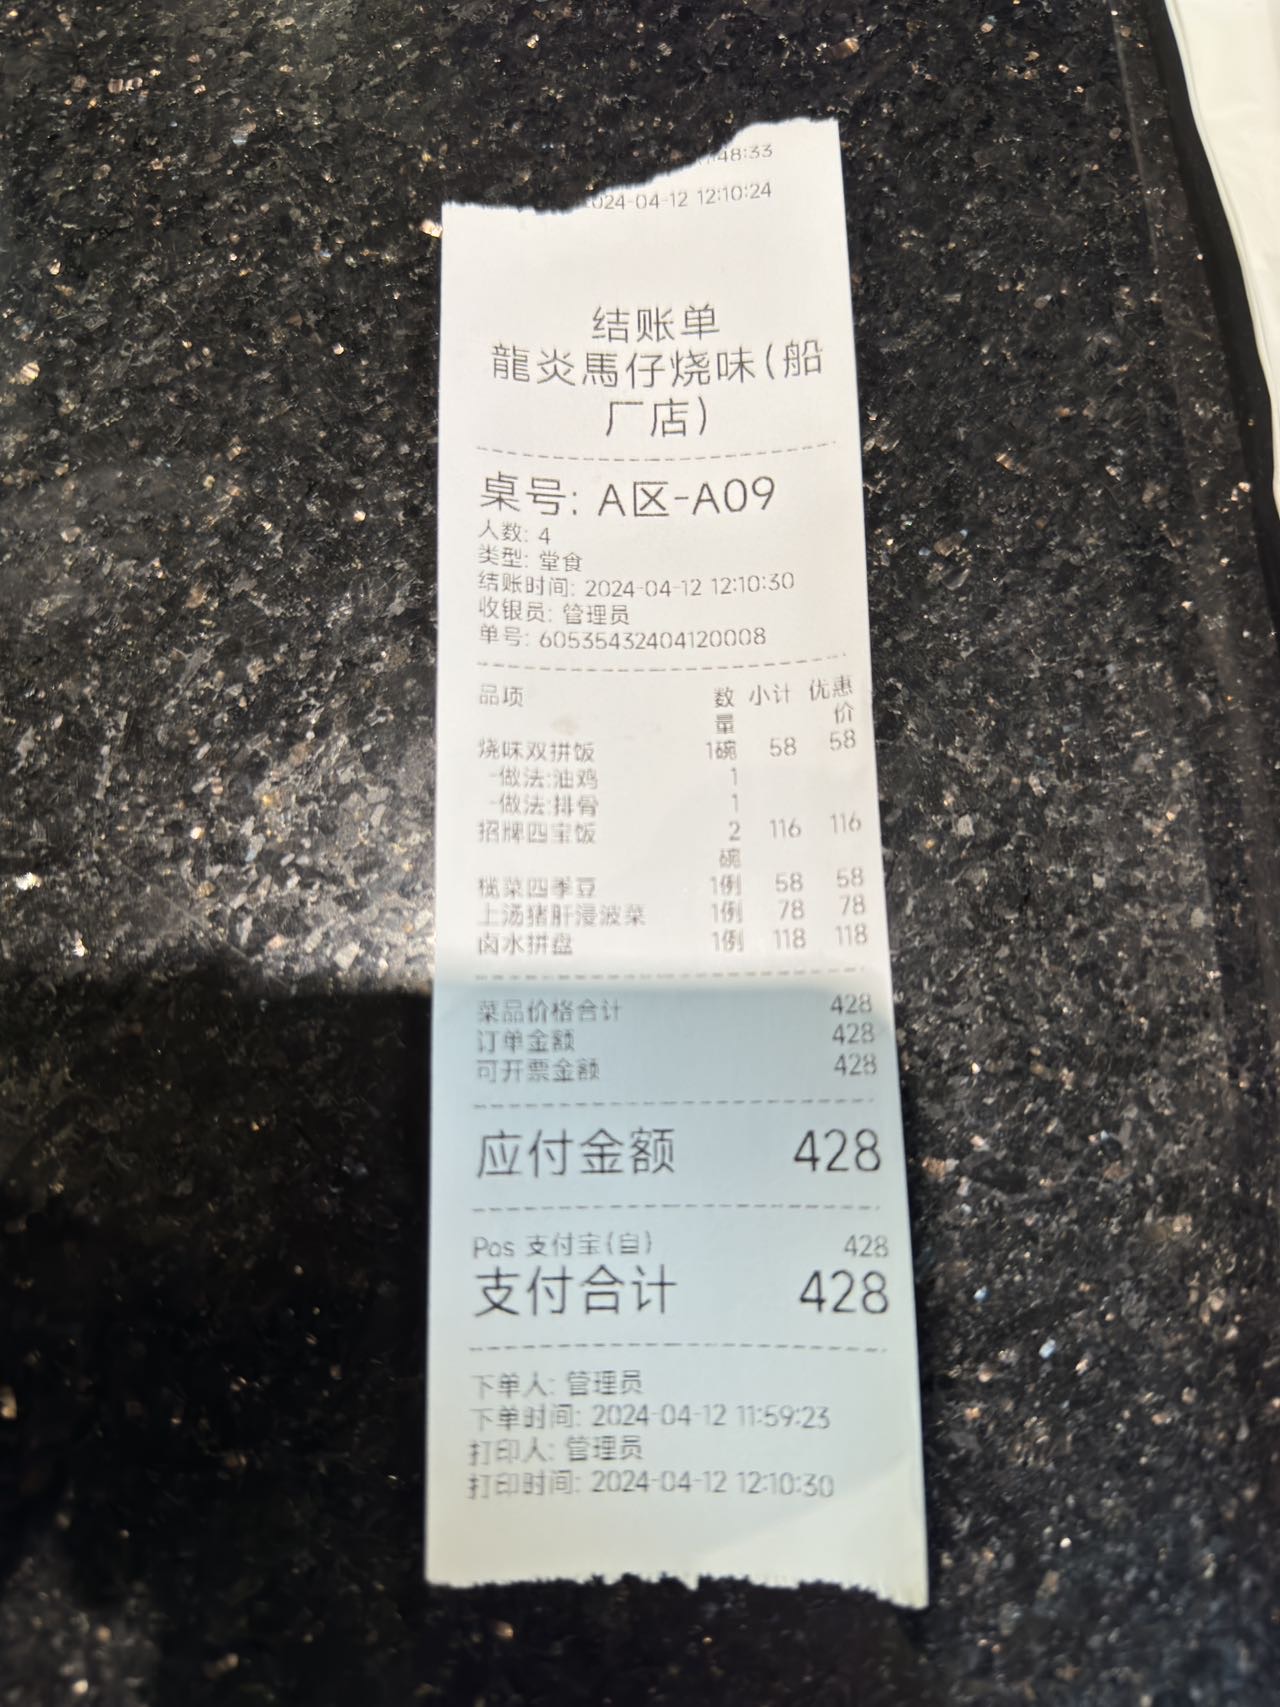 48:33
024-04-12 12:10:24
结账单
龍炎馬仔烧味(船
厂店)
桌号: A区-A09
人数: 4
类型: 堂食
结账时间: 2024-04-12 12:10:30
收银员: 管理员
单号: 60535432404120008
品项 数量 小计 优惠价
烧味双拼饭 1碗 58 58
-做法:油鸡 1
-做法:排骨 1
招牌四宝饭 2碗 116 116
榄菜四季豆 1例 58 58
上汤猪肝浸波菜 1例 78 78
卤水拼盘 1例 118 118
菜品价格合计 428
订单金额 428
可开票金额 428
应付金额 428
Pos 支付宝(自) 428
支付合计 428
下单人: 管理员
下单时间: 2024-04-12 11:59:23
打印人: 管理员
打印时间: 2024-04-12 12:10:30